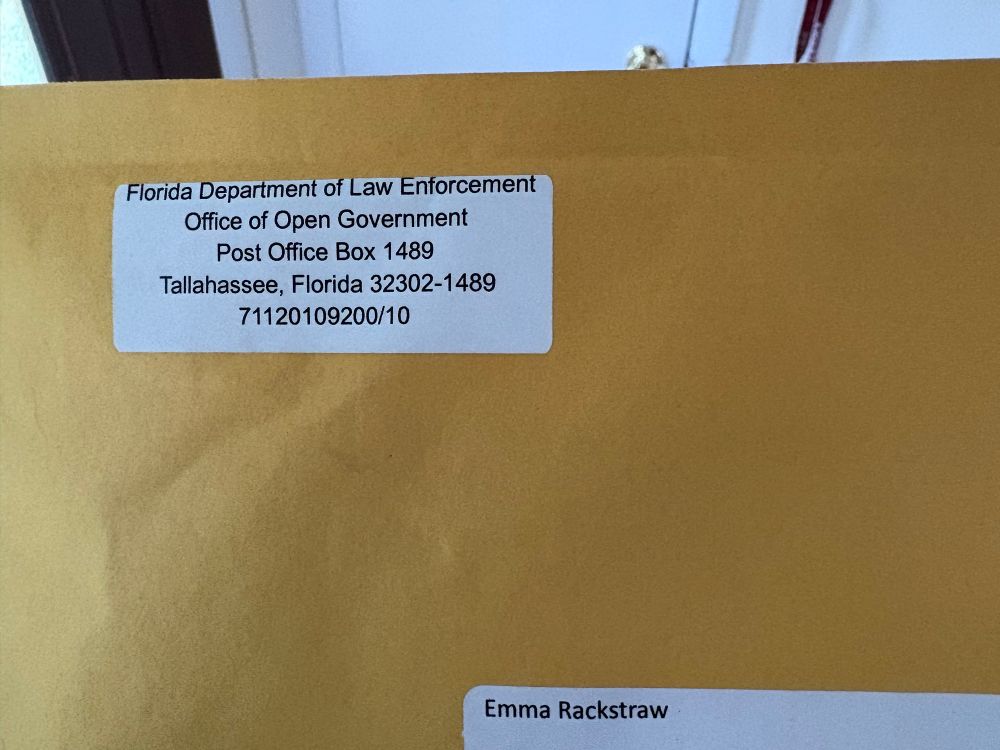 Florida Department of Law Enforcement
Office of Open Government
Post Office Box 1489
Tallahassee, Florida 32302-1489
71120109200/10
Emma Rackstraw